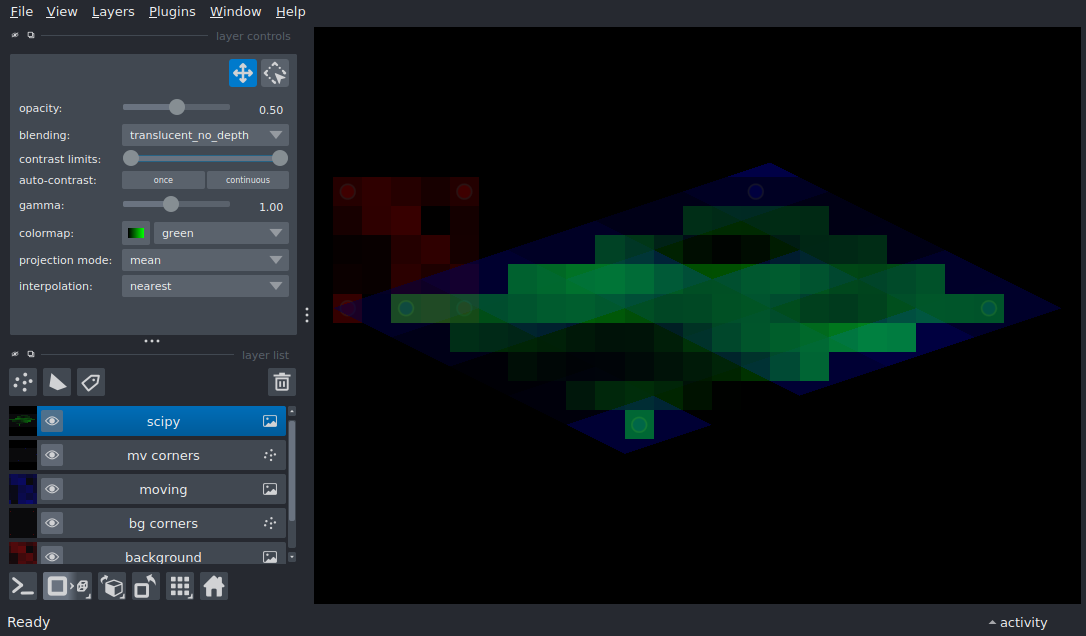 File View Layers Plugins Window Help
layer controls
opacity: 0.50
blending: translucent_no_depth
contrast limits:
auto-contrast: once continuous
gamma: 1.00
colormap: green
projection mode: mean
interpolation: nearest
layer list
scipy
mv corners
moving
bg corners
background
Ready
activity